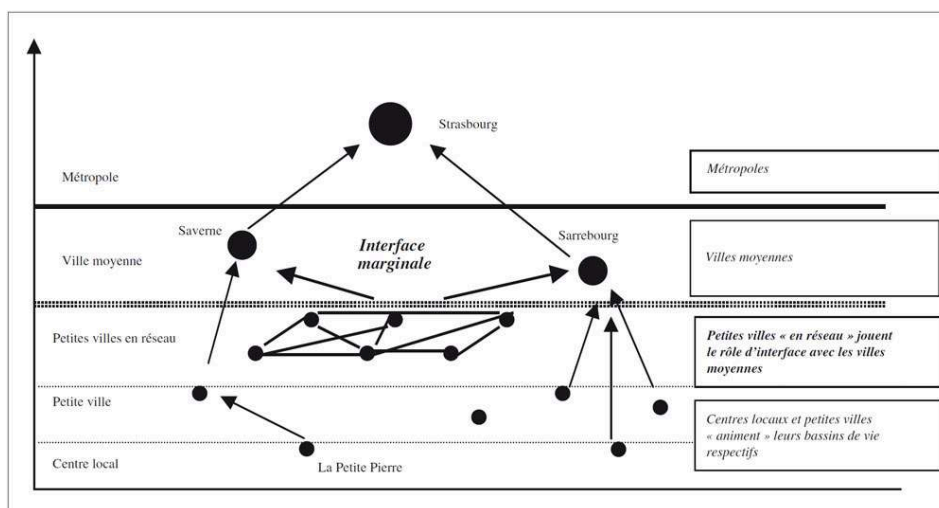 Strasbourg
Métropole
Métropoles
Saverne
Sarrebourg
Interface
marginale
Ville moyenne
Villes moyennes
Petites villes en réseau
Petites villes « en réseau » jouent
le rôle d’interface avec les villes
moyennes
Petite ville
Centres locaux et petites villes
« animent » leurs bassins de vie
respectifs
Centre local
La Petite Pierre